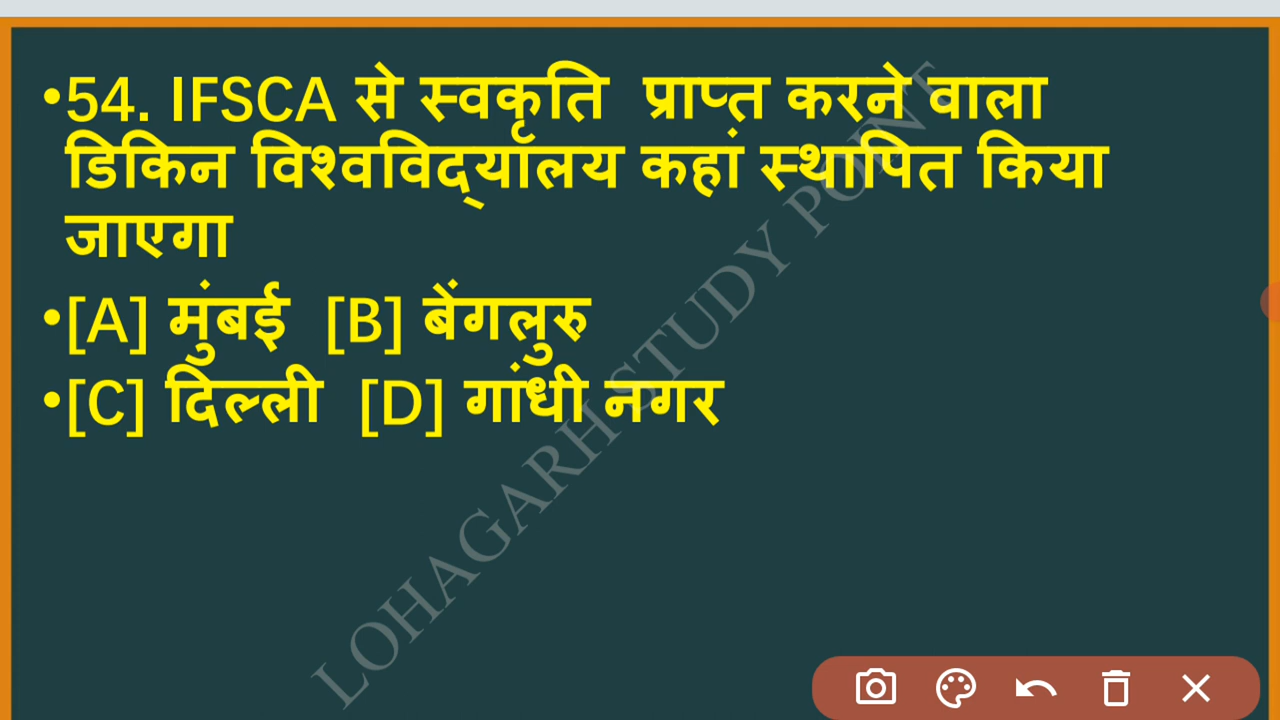 •54. IFSCA से स्वकृति प्राप्त करने वाला
डिकिन विश्वविद्यालय कहां स्थापित किया
जाएगा
•[A] मुंबई [B] बेंगलुरु
•[C] दिल्ली [D] गांधी नगर
LOHAGARH STUDY POINT